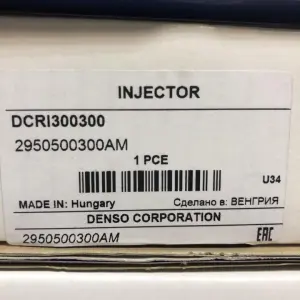 INJECTOR
DCRI300300
2950500300AM
1 PCE
U34
MADE IN: Hungary Сделано в: ВЕНГРИЯ
DENSO CORPORATION
2950500300AM EAC